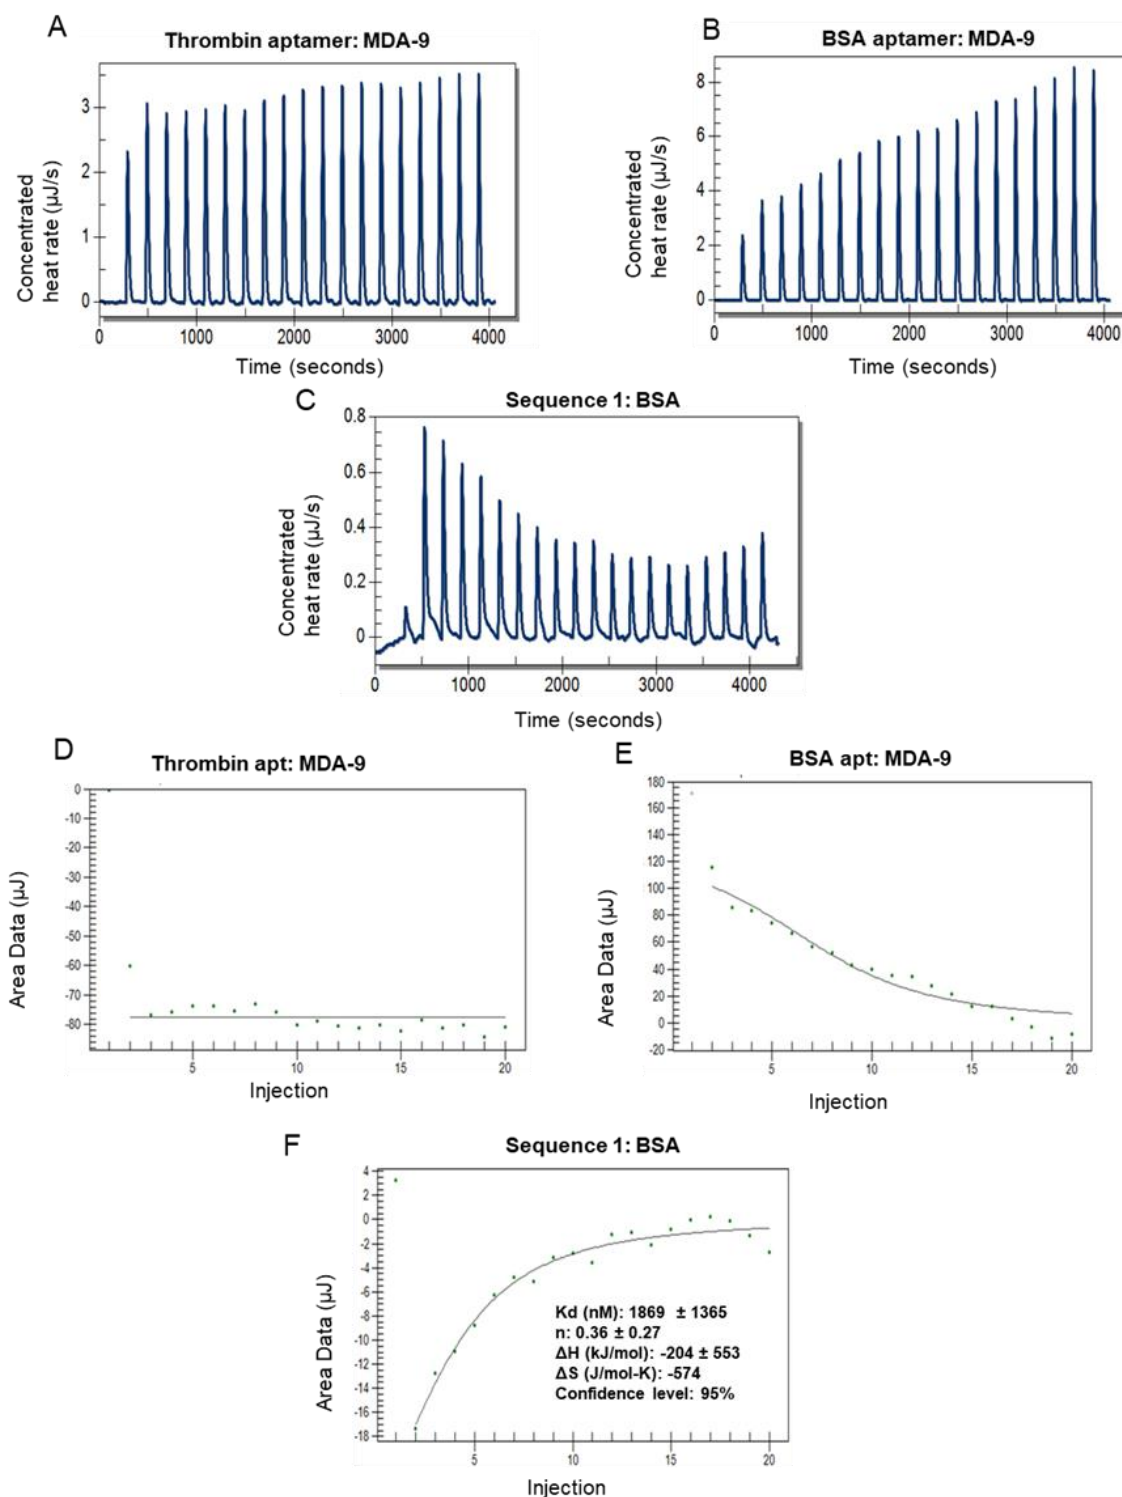 A
Thrombin aptamer: MDA-9
Concentrated
heat rate (µJ/s)
3
2
1
0
0 1000 2000 3000 4000
Time (seconds)
B
BSA aptamer: MDA-9
Concentrated
heat rate (µJ/s)
8
6
4
2
0
0 1000 2000 3000 4000
Time (seconds)
C
Sequence 1: BSA
Concentrated
heat rate (µJ/s)
0.8
0.6
0.4
0.2
0
0 1000 2000 3000 4000
Time (seconds)
D
Thrombin apt: MDA-9
Area Data (µJ)
0
-10
-20
-30
-40
-50
-60
-70
-80
5 10 15 20
Injection
E
BSA apt: MDA-9
Area Data (µJ)
180
160
140
120
100
80
60
40
20
0
-20
5 10 15 20
Injection
F
Sequence 1: BSA
Area Data (µJ)
4
2
0
-2
-4
-6
-8
-10
-12
-14
-16
-18
Kd (nM): 1869 ± 1365
n: 0.36 ± 0.27
ΔH (kJ/mol): -204 ± 553
ΔS (J/mol-K): -574
Confidence level: 95%
5 10 15 20
Injection